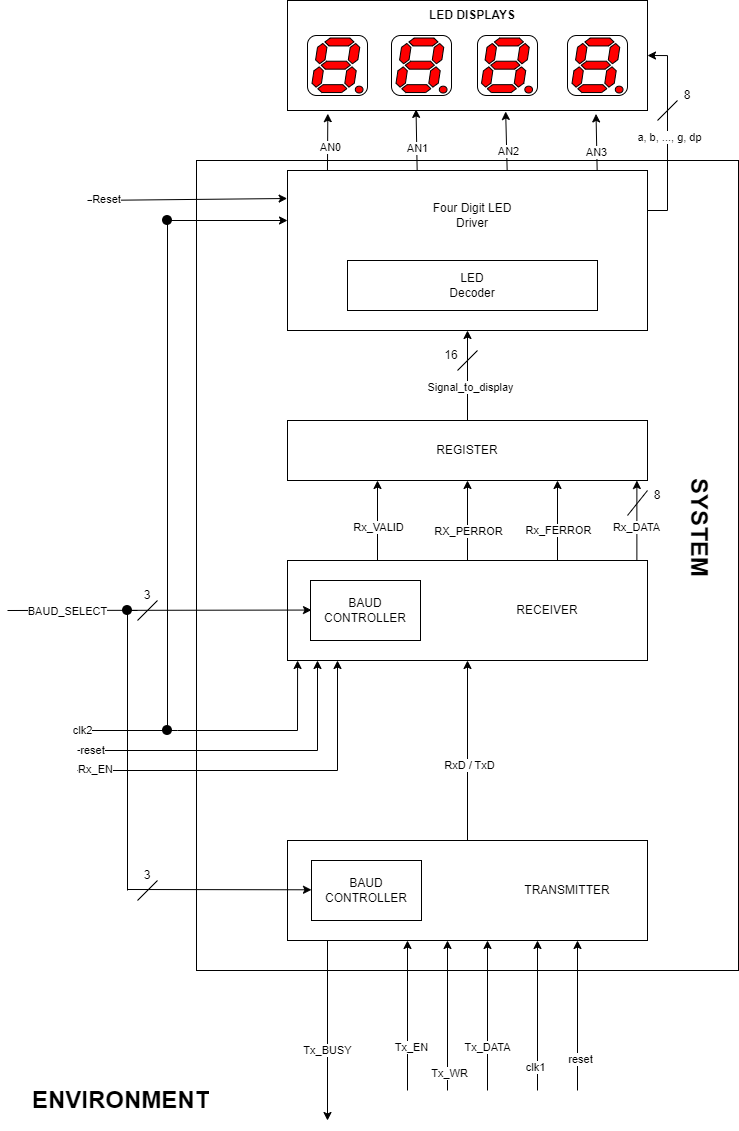 LED DISPLAYS
8
a, b, ..., g, dp
AN0
AN1
AN2
AN3
-Reset
Four Digit LED
Driver
LED
Decoder
16
Signal_to_display
REGISTER
8
Rx_VALID
RX_PERROR
Rx_FERROR
Rx_DATA
SYSTEM
3
BAUD_SELECT
BAUD
CONTROLLER
RECEIVER
clk2
-reset
Rx_EN
RxD / TxD
3
BAUD
CONTROLLER
TRANSMITTER
Tx_BUSY
Tx_EN
Tx_WR
Tx_DATA
clk1
reset
ENVIRONMENT